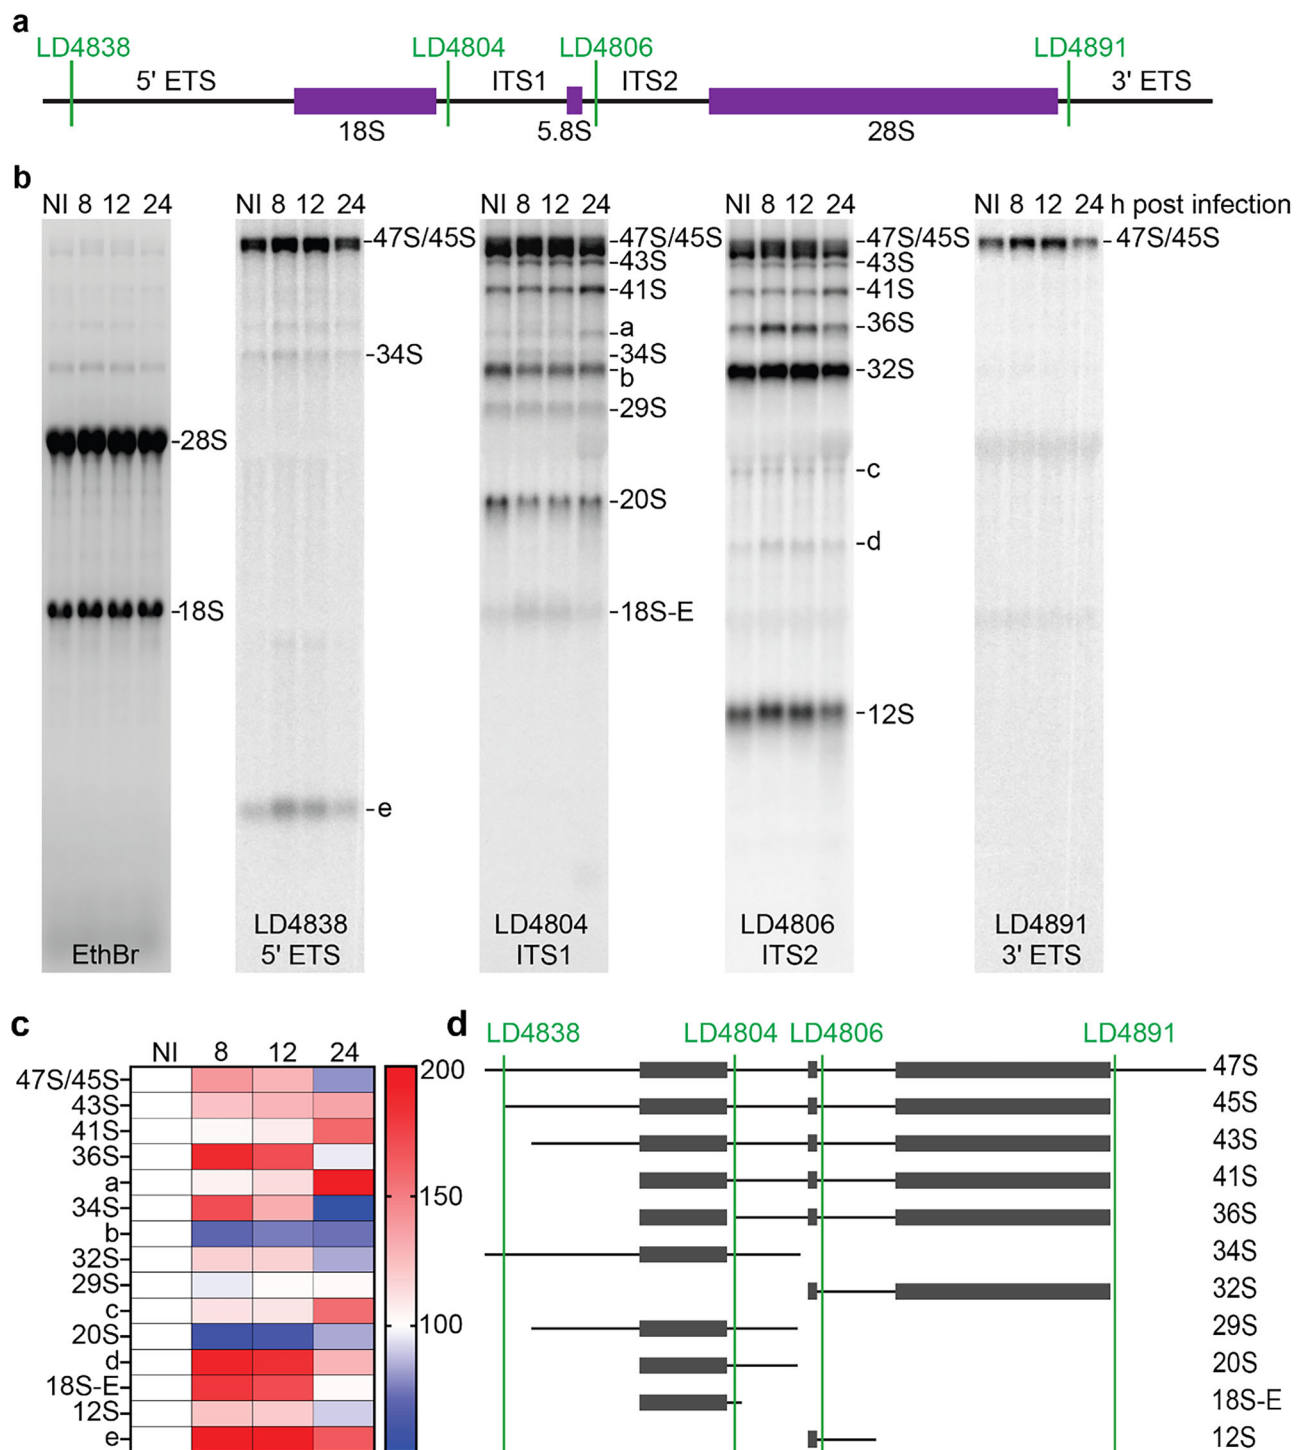 a
LD4838 LD4804 LD4806 LD4891
5' ETS ITS1 ITS2 3' ETS
18S 5.8S 28S
b
NI 8 12 24 NI 8 12 24 NI 8 12 24 NI 8 12 24 NI 8 12 24 h post infection
-28S
-18S
EthBr
-47S/45S
-34S
-e
LD4838
5' ETS
-47S/45S
-43S
-41S
-a
-34S
-b
-29S
-20S
-18S-E
LD4804
ITS1
-47S/45S
-43S
-41S
-36S
-32S
-c
-d
-12S
LD4806
ITS2
-47S/45S
LD4891
3' ETS
c
NI 8 12 24
47S/45S
43S
41S
36S
a
34S
b
32S
29S
c
20S
d
18S-E
12S
e
200
150
100
d
LD4838 LD4804 LD4806 LD4891
47S
45S
43S
41S
36S
34S
32S
29S
20S
18S-E
12S